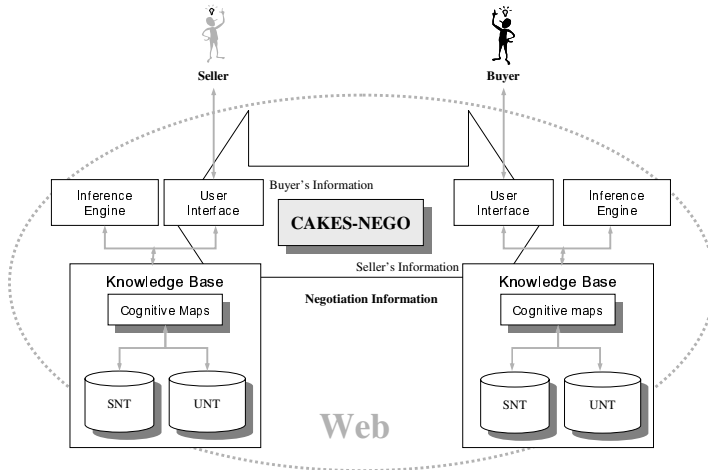 Seller
Buyer
Buyer's Information
Inference
Engine
User
Interface
CAKES-NEGO
User
Interface
Inference
Engine
Seller's Information
Negotiation Information
Knowledge Base
Cognitive Maps
SNT
UNT
Knowledge Base
Cognitive maps
SNT
UNT
Web